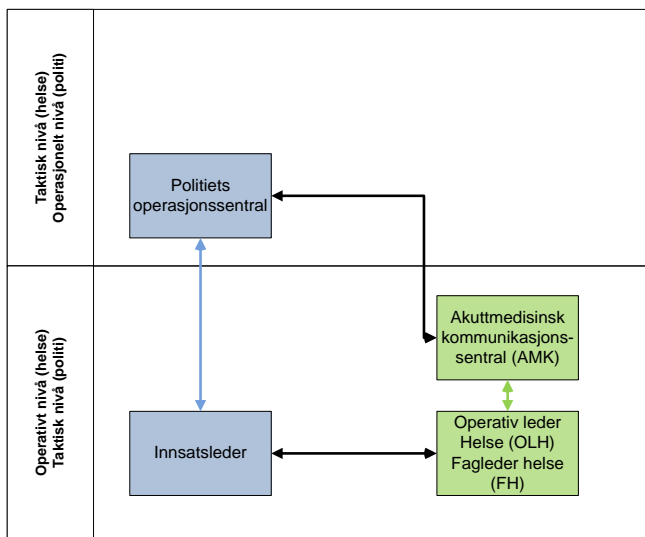 Taktisk nivå (helse)
Operasjonelt nivå (politi)
Politiets
operasjonssentral
Operativt nivå (helse)
Taktisk nivå (politi)
Akuttmedisinsk
kommunikasjons-
sentral (AMK)
Innsatsleder
Operativ leder
Helse (OLH)
Fagleder helse
(FH)